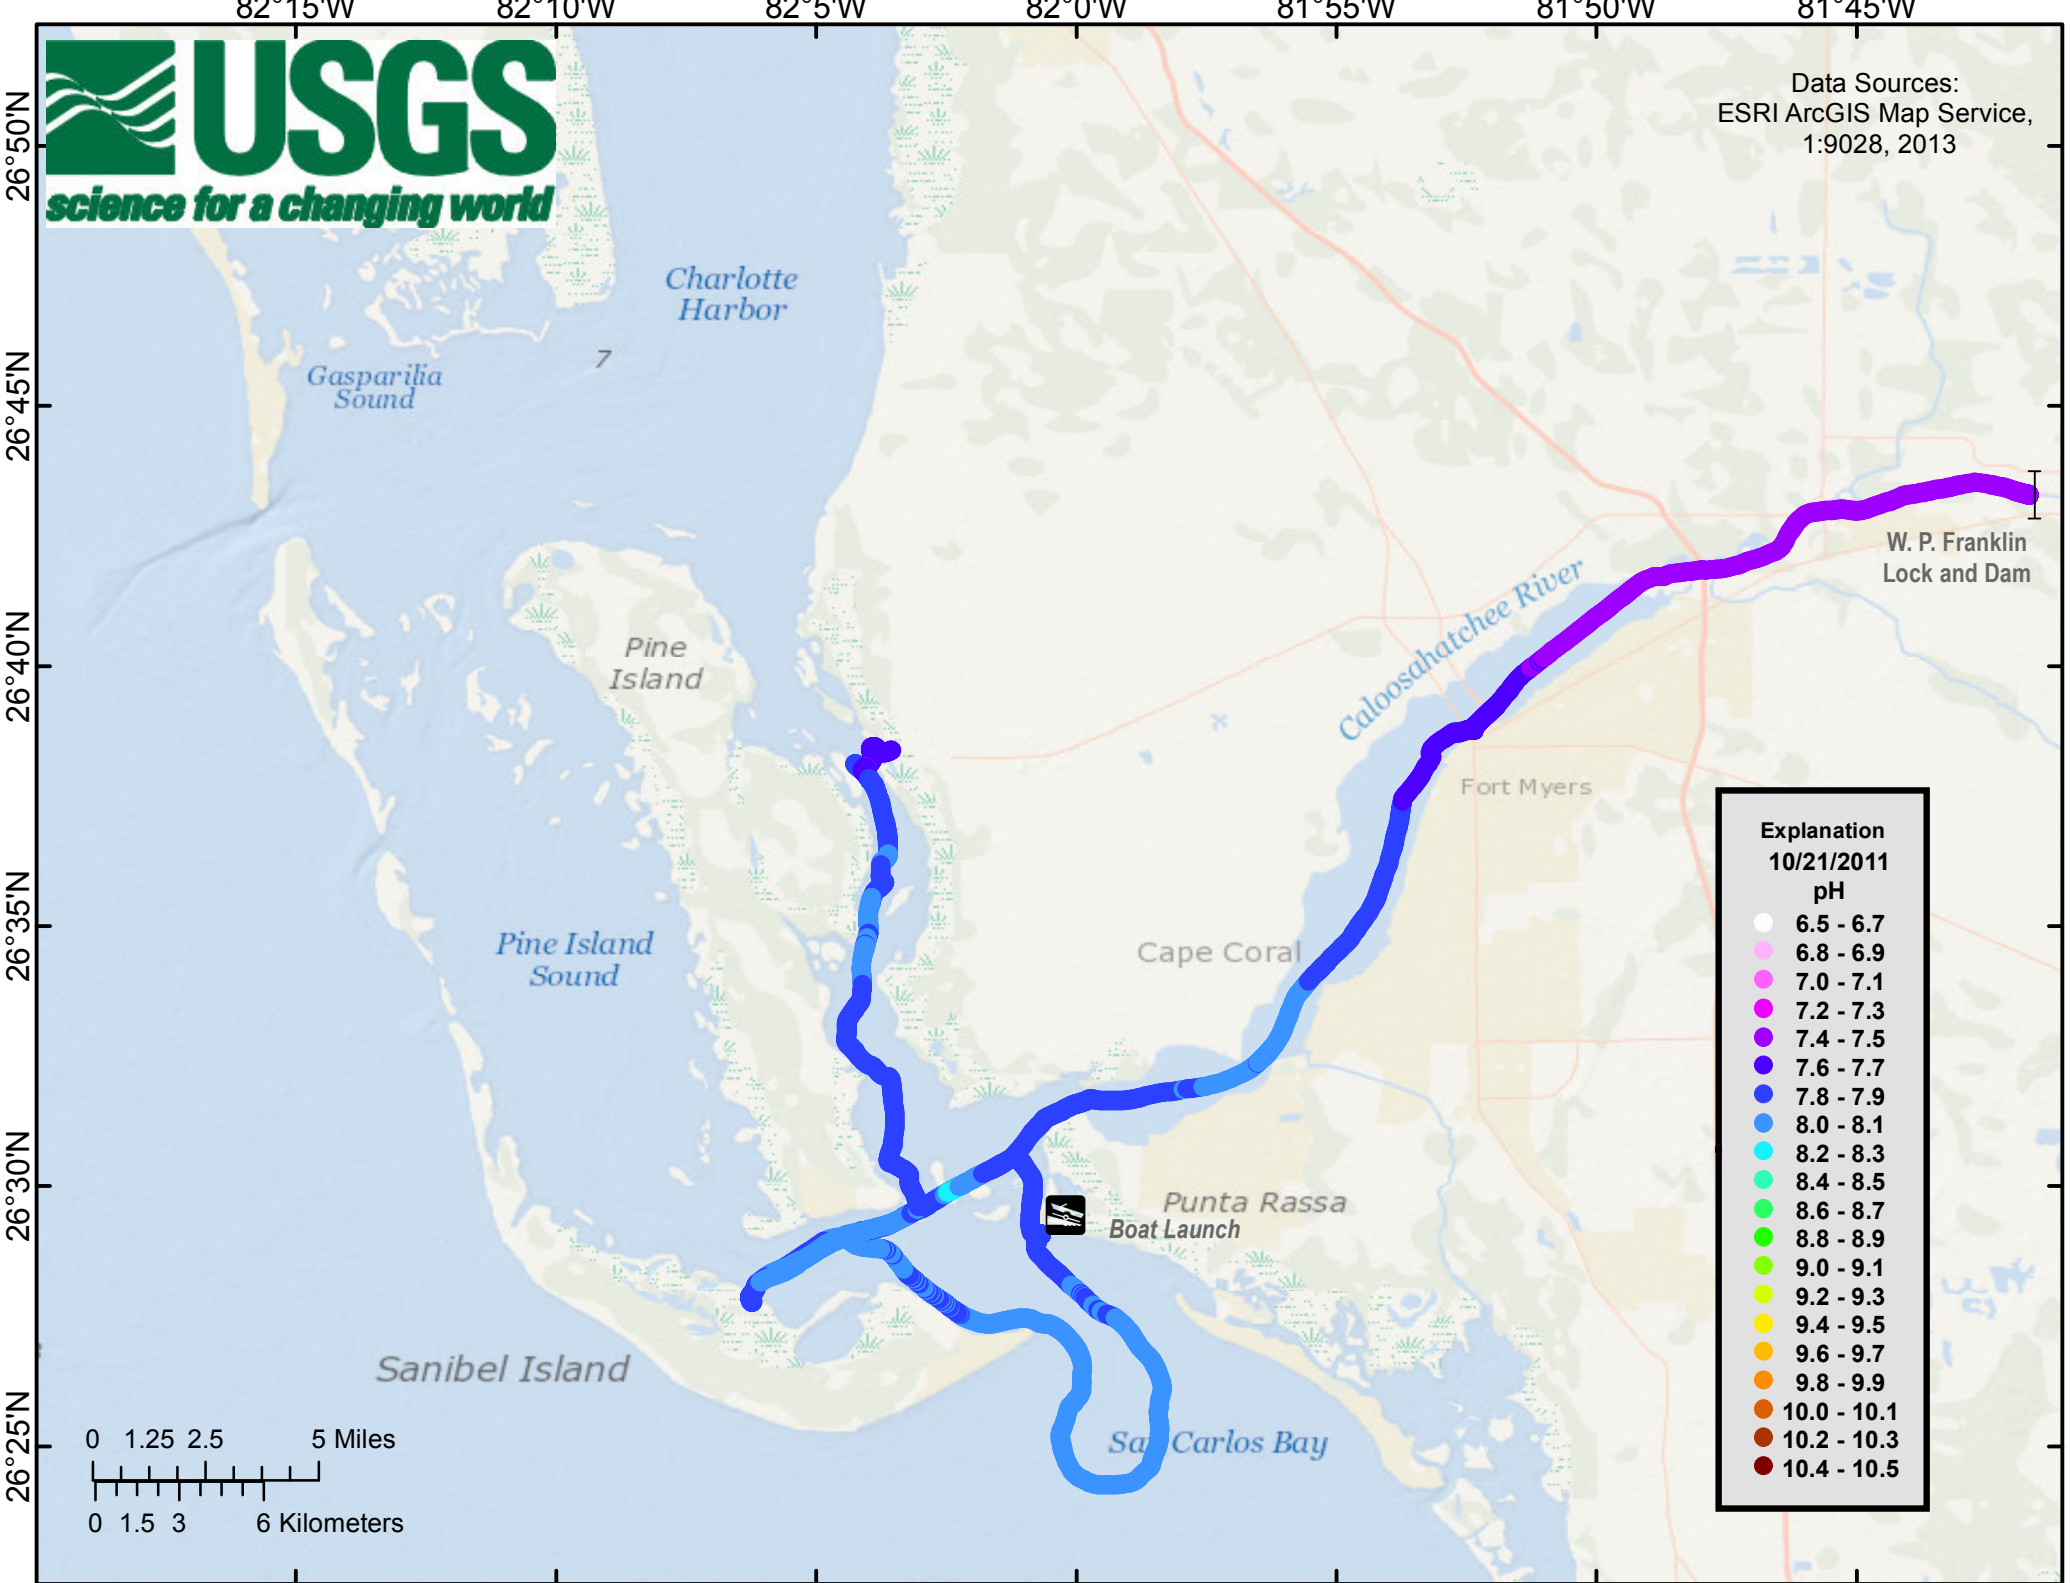 82°15'W 82°10'W 82°5'W 82°0'W 81°55'W 81°50'W 81°45'W
USGS
science for a changing world
Data Sources:
ESRI ArcGIS Map Service,
1:9028, 2013
26°50'N
26°45'N
26°40'N
26°35'N
26°30'N
26°25'N
Charlotte
Harbor
7
Gasparilia
Sound
W. P. Franklin
Lock and Dam
Caloosahatchee River
Pine
Island
Fort Myers
Pine Island
Sound
Cape Coral
Punta Rassa
Boat Launch
Sanibel Island
San Carlos Bay
Explanation
10/21/2011
pH
6.5 - 6.7
6.8 - 6.9
7.0 - 7.1
7.2 - 7.3
7.4 - 7.5
7.6 - 7.7
7.8 - 7.9
8.0 - 8.1
8.2 - 8.3
8.4 - 8.5
8.6 - 8.7
8.8 - 8.9
9.0 - 9.1
9.2 - 9.3
9.4 - 9.5
9.6 - 9.7
9.8 - 9.9
10.0 - 10.1
10.2 - 10.3
10.4 - 10.5
0 1.25 2.5 5 Miles
0 1.5 3 6 Kilometers